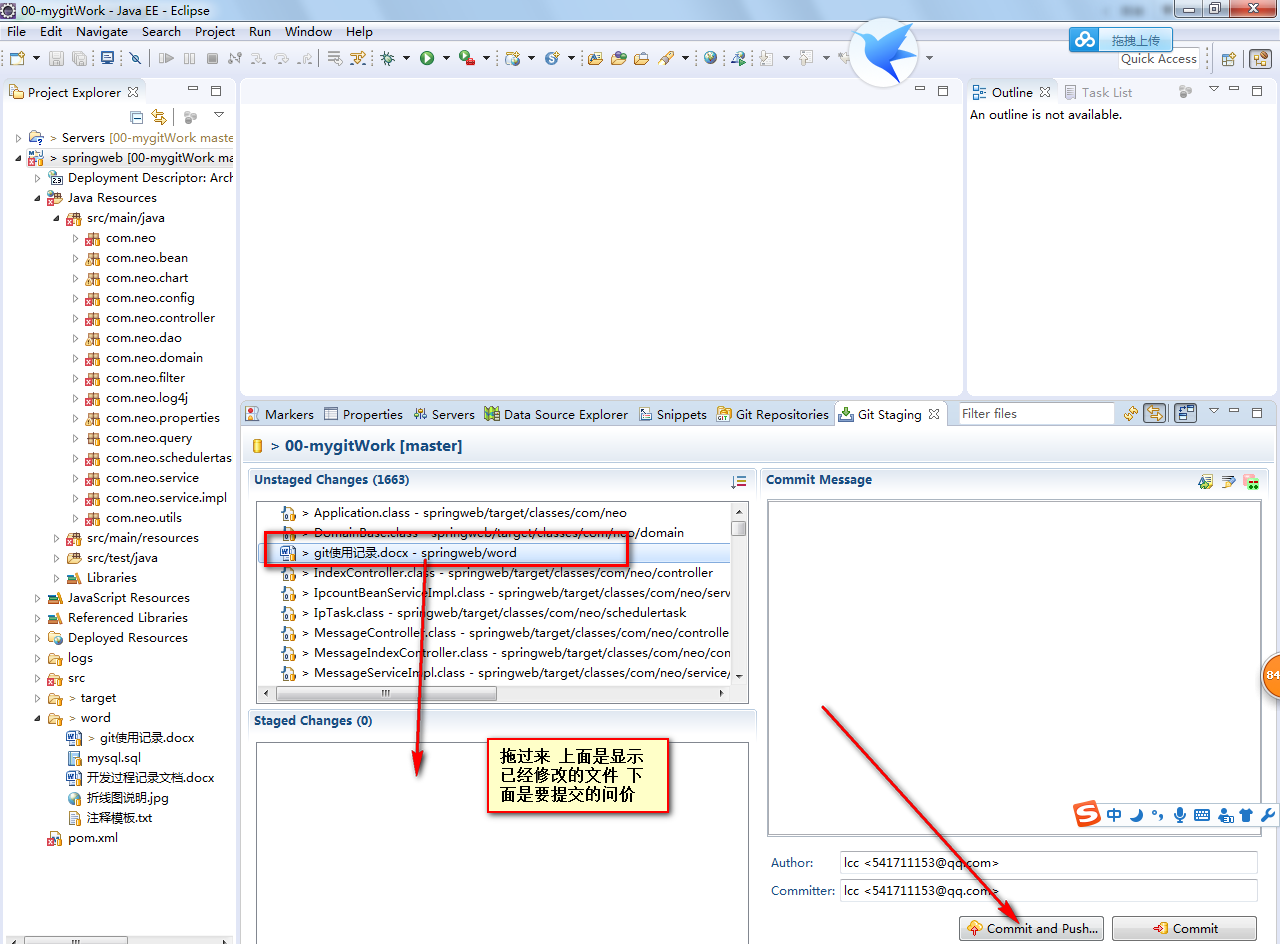 00-mygitWork - Java EE - Eclipse
File Edit Navigate Search Project Run Window Help
拖拽上传
Quick Access
Project Explorer
> Servers [00-mygitWork maste
> springweb [00-mygitWork ma
Deployment Descriptor: Arch
Java Resources
src/main/java
com.neo
com.neo.bean
com.neo.chart
com.neo.config
com.neo.controller
com.neo.dao
com.neo.domain
com.neo.filter
com.neo.log4j
com.neo.properties
com.neo.query
com.neo.schedulertas
com.neo.service
com.neo.service.impl
com.neo.utils
src/main/resources
src/test/java
Libraries
JavaScript Resources
Referenced Libraries
Deployed Resources
logs
src
> target
> word
> git使用记录.docx
mysql.sql
开发过程记录文档.docx
折线图说明.jpg
注释模板.txt
pom.xml
Outline Task List
An outline is not available.
Markers Properties Servers Data Source Explorer Snippets Git Repositories Git Staging
Filter files
> 00-mygitWork [master]
Unstaged Changes (1663)
> Application.class - springweb/target/classes/com/neo
> DomainBase.class - springweb/target/classes/com/neo/domain
> git使用记录.docx - springweb/word
> IndexController.class - springweb/target/classes/com/neo/controller
> IpcountBeanServiceImpl.class - springweb/target/classes/com/neo/serv
> IpTask.class - springweb/target/classes/com/neo/schedulertask
> MessageController.class - springweb/target/classes/com/neo/controlle
> MessageIndexController.class - springweb/target/classes/com/neo/con
> MessageServiceImpl.class - springweb/target/classes/com/neo/service/
Staged Changes (0)
拖过来 上面是显示
已经修改的文件 下
面是要提交的问价
Commit Message
84
中
Author: lcc <541711153@qq.com>
Committer: lcc <541711153@qq.com>
Commit and Push... Commit